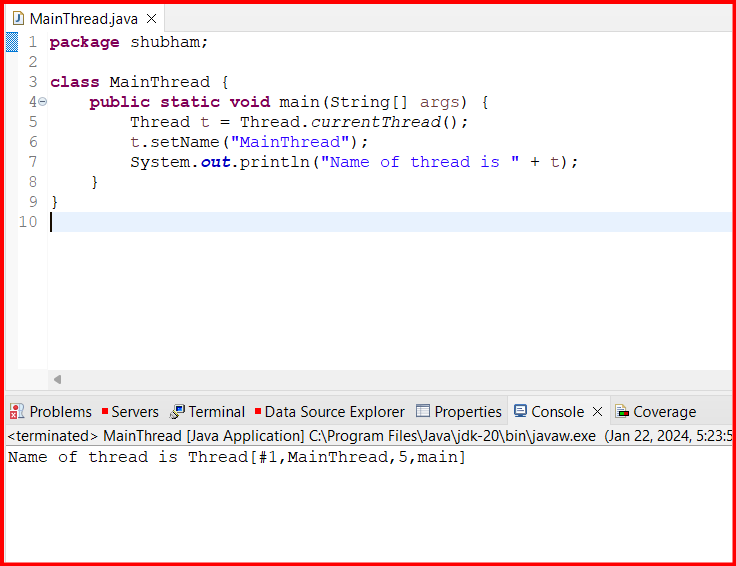 MainThread.java
1 package shubham;
2
3 class MainThread {
4 public static void main(String[] args) {
5 Thread t = Thread.currentThread();
6 t.setName("MainThread");
7 System.out.println("Name of thread is " + t);
8 }
9 }
10
Problems Servers Terminal Data Source Explorer Properties Console Coverage
<terminated> MainThread [Java Application] C:\Program Files\Java\jdk-20\bin\javaw.exe (Jan 22, 2024, 5:23:5
Name of thread is Thread[#1,MainThread,5,main]